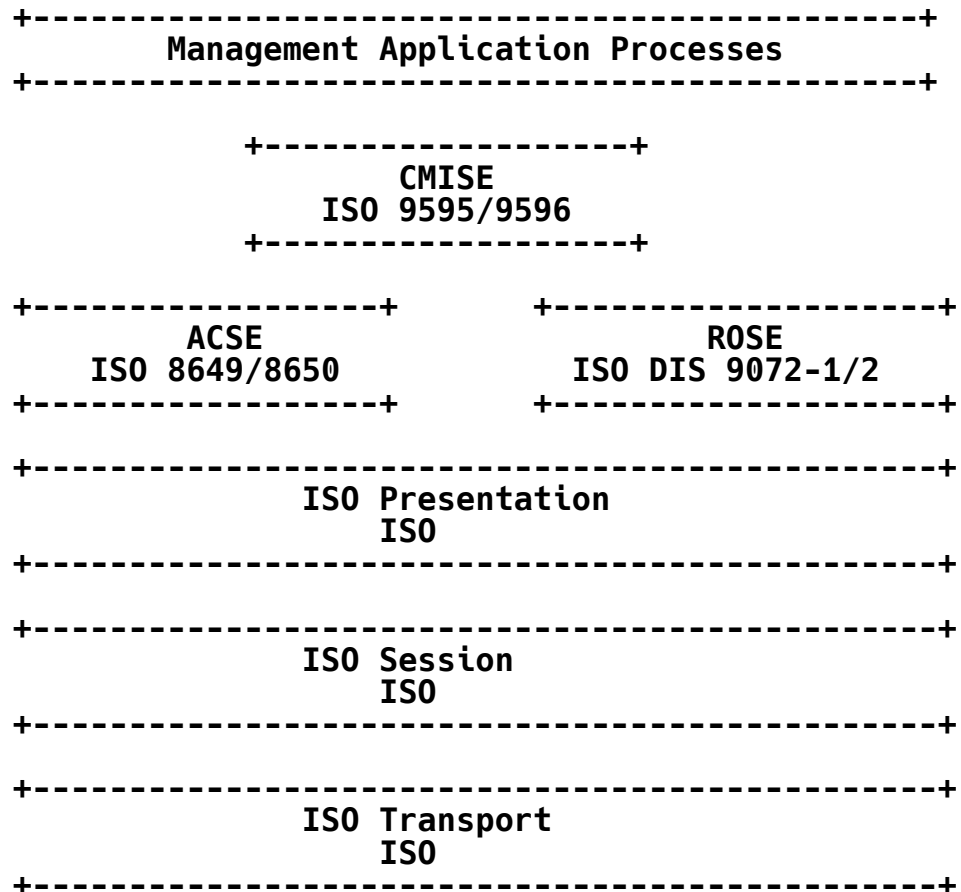 +----------------------------------------------+
Management Application Processes
+----------------------------------------------+
+-------------------+
CMISE
ISO 9595/9596
+-------------------+
+------------------+ +--------------------+
ACSE ROSE
ISO 8649/8650 ISO DIS 9072-1/2
+------------------+ +--------------------+
+-----------------------------------------------+
ISO Presentation
ISO
+-----------------------------------------------+
+-----------------------------------------------+
ISO Session
ISO
+-----------------------------------------------+
+-----------------------------------------------+
ISO Transport
ISO
+-----------------------------------------------+